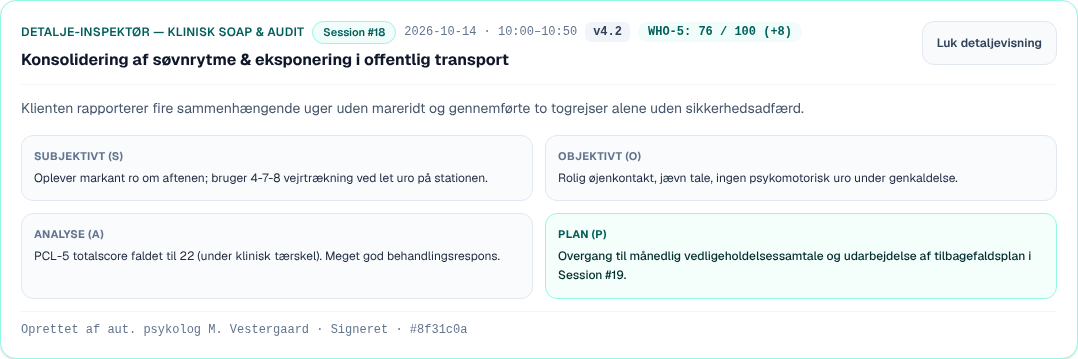 DETALJE-INSPEKTØR — KLINISK SOAP & AUDIT Session #18 2026-10-14 · 10:00–10:50 v4.2 WHO-5: 76 / 100 (+8)
Luk detaljevisning
Konsolidering af søvnrytme & eksponering i offentlig transport
Klienten rapporterer fire sammenhængende uger uden mareridt og gennemførte to togrejser alene uden sikkerhedsadfærd.
SUBJEKTIVT (S)
Oplever markant ro om aftenen; bruger 4-7-8 vejrtrækning ved let uro på stationen.
OBJEKTIVT (O)
Rolig øjenkontakt, jævn tale, ingen psykomotorisk uro under genkaldelse.
ANALYSE (A)
PCL-5 totalscore faldet til 22 (under klinisk tærskel). Meget god behandlingsrespons.
PLAN (P)
Overgang til månedlig vedligeholdelsessamtale og udarbejdelse af tilbagefaldsplan i
Session #19.
Oprettet af aut. psykolog M. Vestergaard · Signeret · #8f31c0a